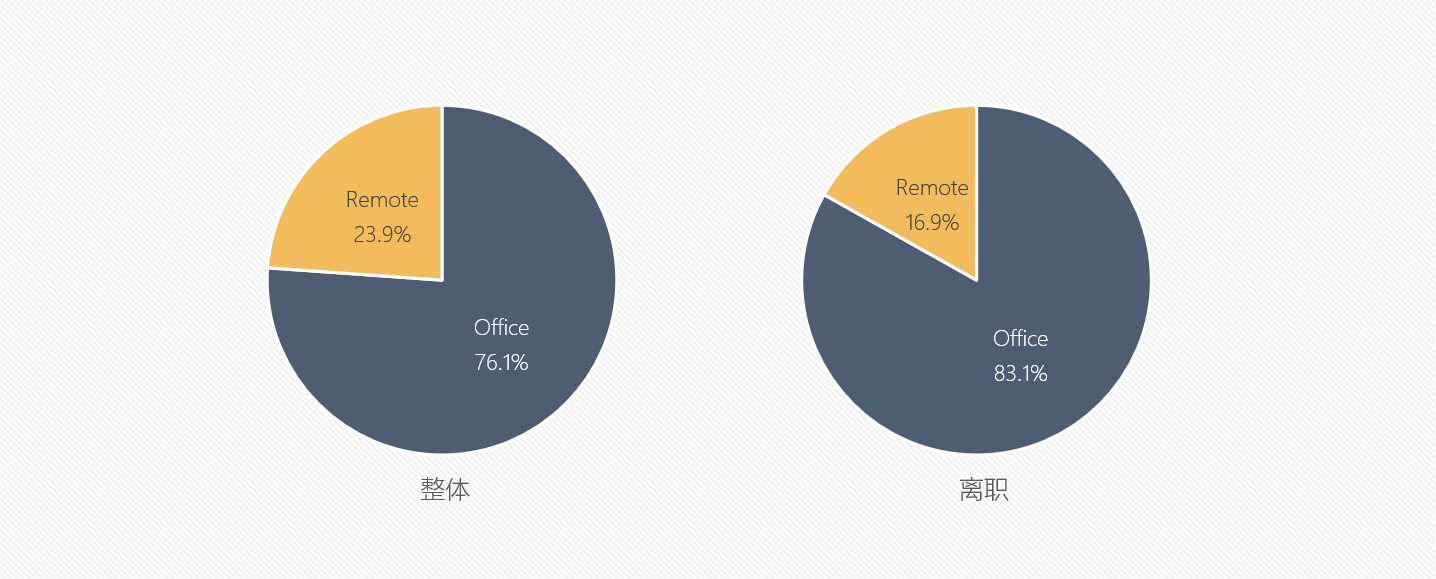 Remote
23.9%
Office
76.1%
整体
Remote
16.9%
Office
83.1%
离职